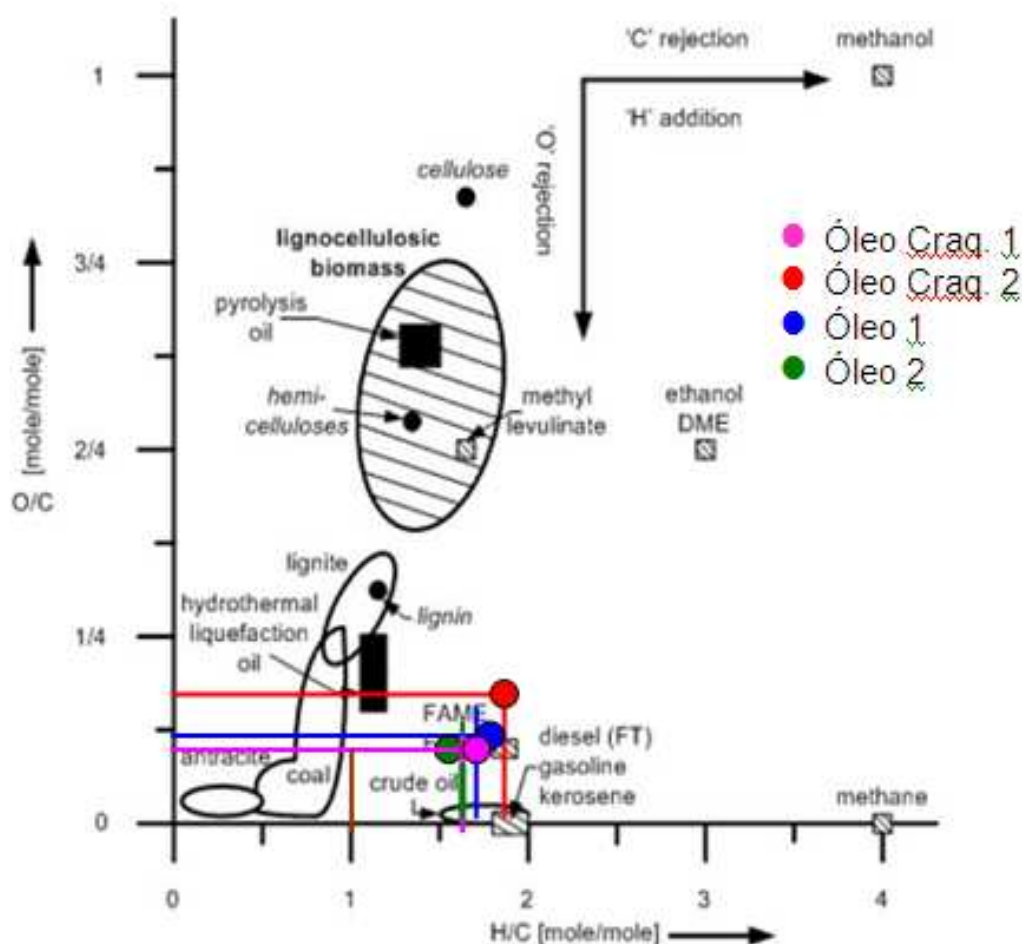 'C' rejection
methanol
1
'H' addition
'O' rejection
cellulose
lignocellulosic
biomass
3/4
pyrolysis
oil
Óleo Craq. 1
Óleo Craq. 2
Óleo 1
Óleo 2
[mole/mole]
O/C
hemi-
celluloses
methyl
levulinate
ethanol
DME
2/4
lignite
hydrothermal
liquefaction
oil
lignin
1/4
FAME
diesel (FT)
gasoline
kerosene
antracite
coal
crude oil
methane
0
0
1
2
3
4
H/C [mole/mole]